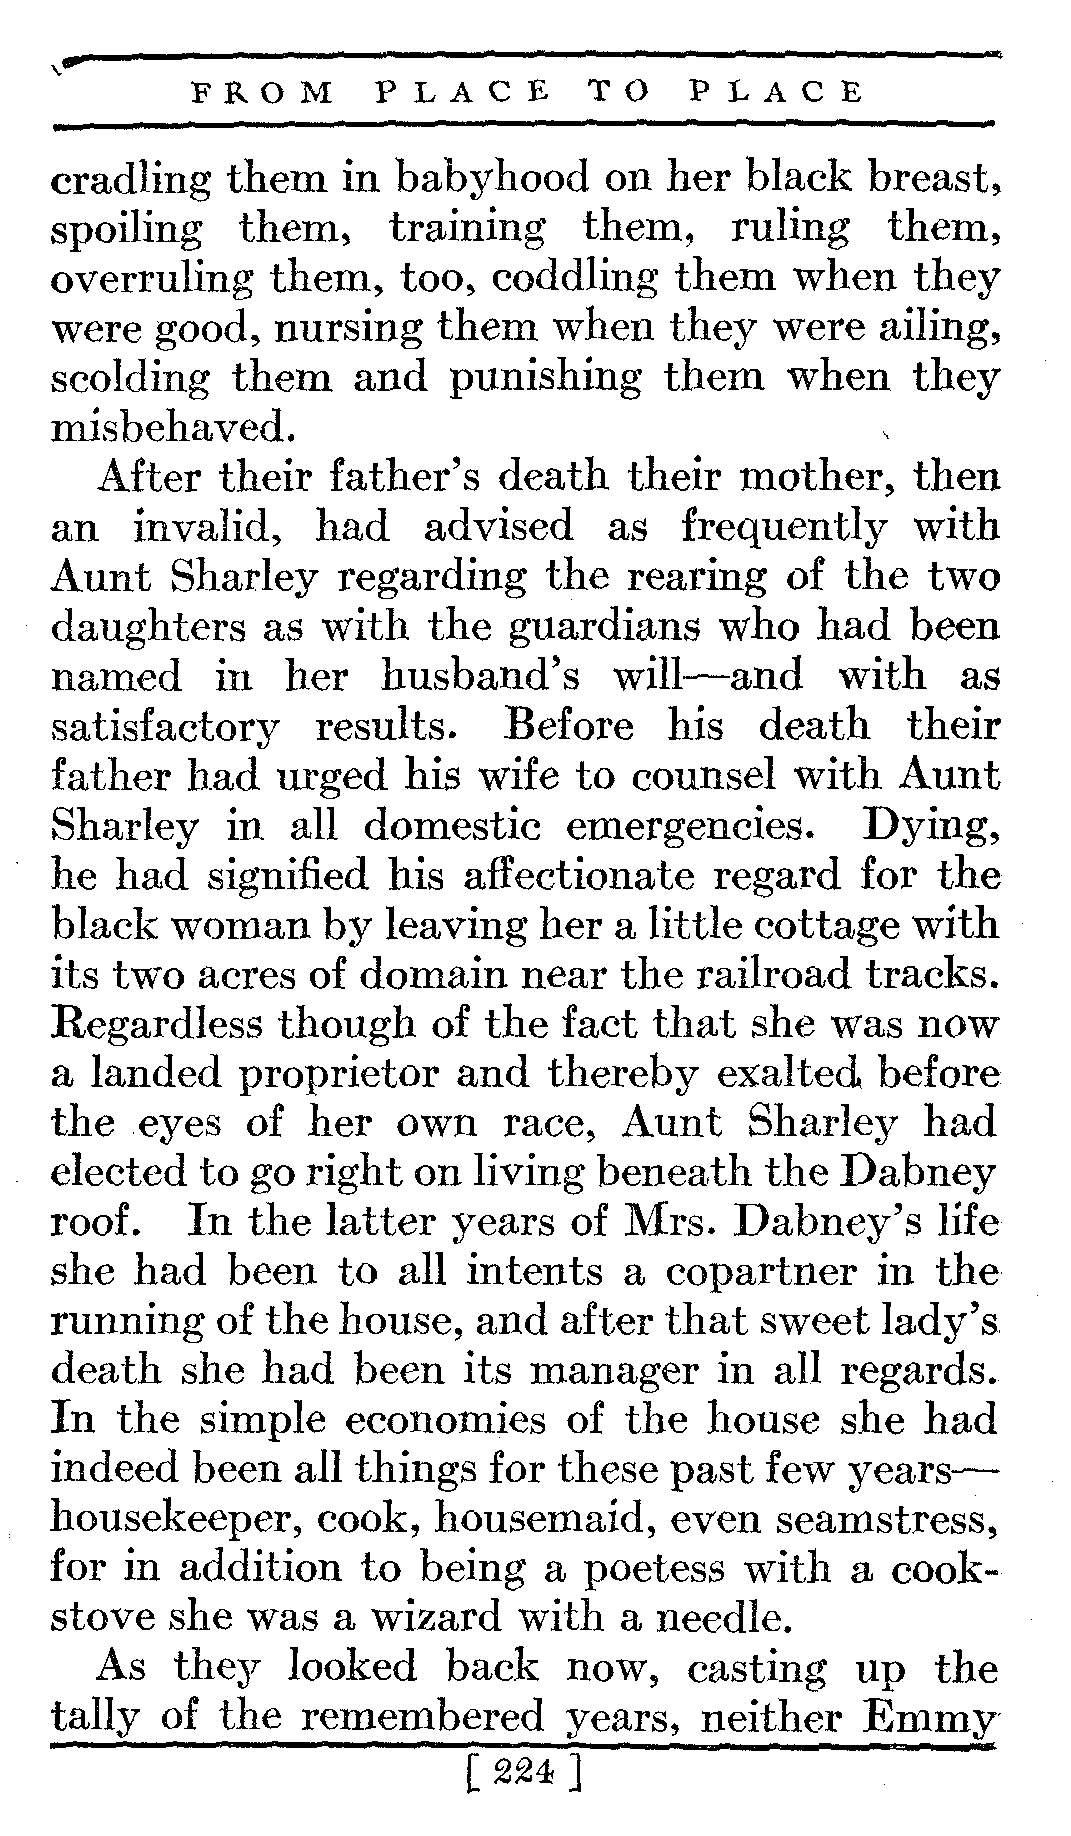 FROM PLACE TO PLACE
cradling them in babyhood on her black breast,
spoiling them, training them, ruling them,
overruling them, too, coddling them when they
were good, nursing them when they were ailing,
scolding them and punishing them when they
misbehaved.
After their father's death their mother, then
an invalid, had advised as frequently with
Aunt Sharley regarding the rearing of the two
daughters as with the guardians who had been
named in her husband's will—and with as
satisfactory results. Before his death their
father had urged his wife to counsel with Aunt
Sharley in all domestic emergencies. Dying,
he had signified his affectionate regard for the
black woman by leaving her a little cottage with
its two acres of domain near the railroad tracks.
Regardless though of the fact that she was now
a landed proprietor and thereby exalted before
the eyes of her own race, Aunt Sharley had
elected to go right on living beneath the Dabney
roof. In the latter years of Mrs. Dabney's life
she had been to all intents a copartner in the
running of the house, and after that sweet lady's
death she had been its manager in all regards.
In the simple economies of the house she had
indeed been all things for these past few years—
housekeeper, cook, housemaid, even seamstress,
for in addition to being a poetess with a cook-
stove she was a wizard with a needle.
As they looked back now, casting up the
tally of the remembered years, neither Emmy
[ 224 ]